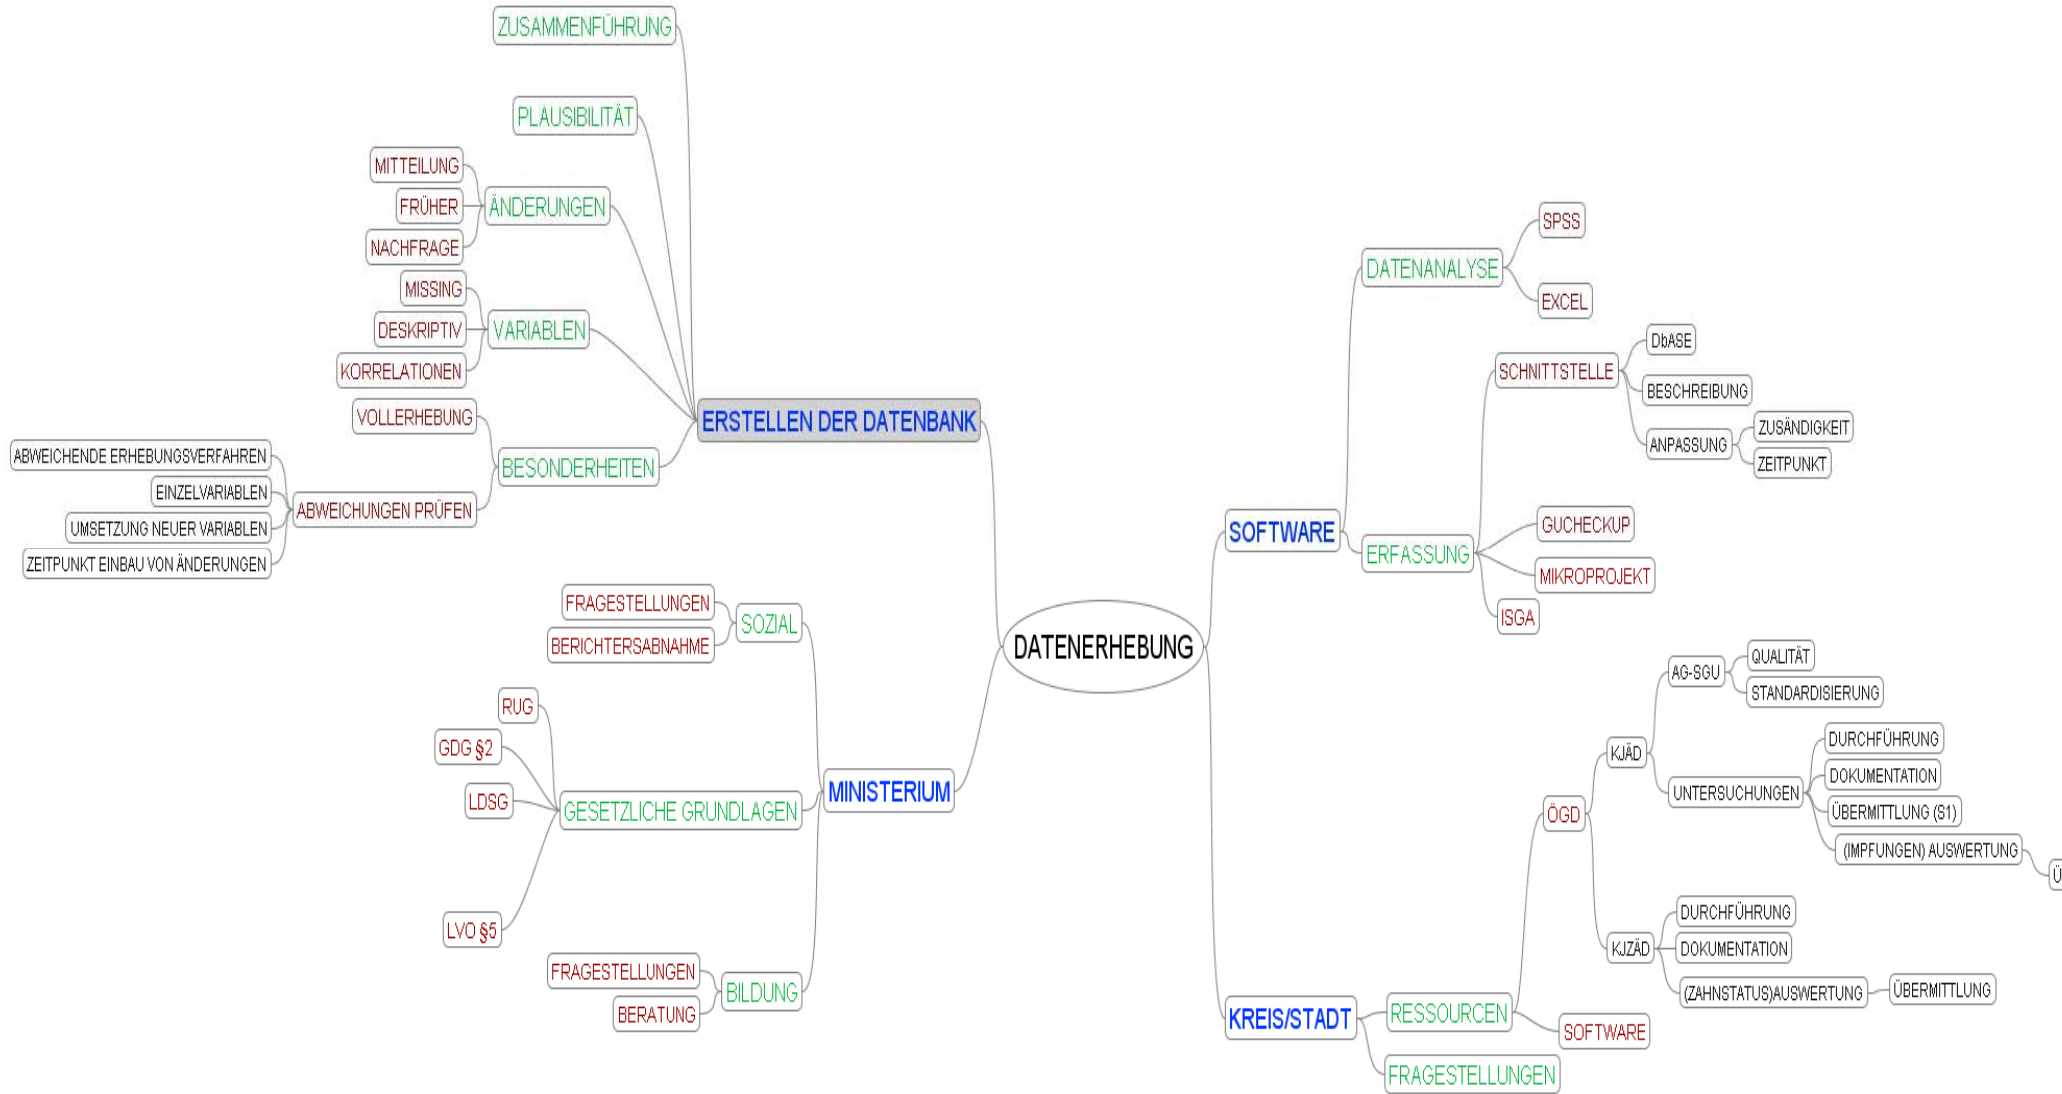 ZUSAMMENFÜHRUNG
PLAUSIBILITÄT
MITTEILUNG
FRÜHER
NACHFRAGE
ÄNDERUNGEN
MISSING
DESKRIPTIV
KORRELATIONEN
VARIABLEN
VOLLERHEBUNG
BESONDERHEITEN
ABWEICHENDE ERHEBUNGSVERFAHREN
EINZELVARIABLEN
UMSETZUNG NEUER VARIABLEN
ZEITPUNKT EINBAU VON ÄNDERUNGEN
ABWEICHUNGEN PRÜFEN
ERSTELLEN DER DATENBANK
FRAGESTELLUNGEN
BERICHTERSABNAHME
SOZIAL
RUG
GDG §2
LDSG
LVO §5
GESETZLICHE GRUNDLAGEN
MINISTERIUM
FRAGESTELLUNGEN
BERATUNG
BILDUNG
DATENERHEBUNG
SOFTWARE
DATENANALYSE
SPSS
EXCEL
ERFASSUNG
SCHNITTSTELLE
DbASE
BESCHREIBUNG
ANPASSUNG
ZUSÄNDIGKEIT
ZEITPUNKT
GUCHECKUP
MIKROPROJEKT
ISGA
KREIS/STADT
RESSOURCEN
ÖGD
KJÄD
AG-SGU
QUALITÄT
STANDARDISIERUNG
UNTERSUCHUNGEN
DURCHFÜHRUNG
DOKUMENTATION
ÜBERMITTLUNG (S1)
(IMPFUNGEN) AUSWERTUNG
KJZÄD
DURCHFÜHRUNG
DOKUMENTATION
(ZAHNSTATUS)AUSWERTUNG
ÜBERMITTLUNG
SOFTWARE
FRAGESTELLUNGEN